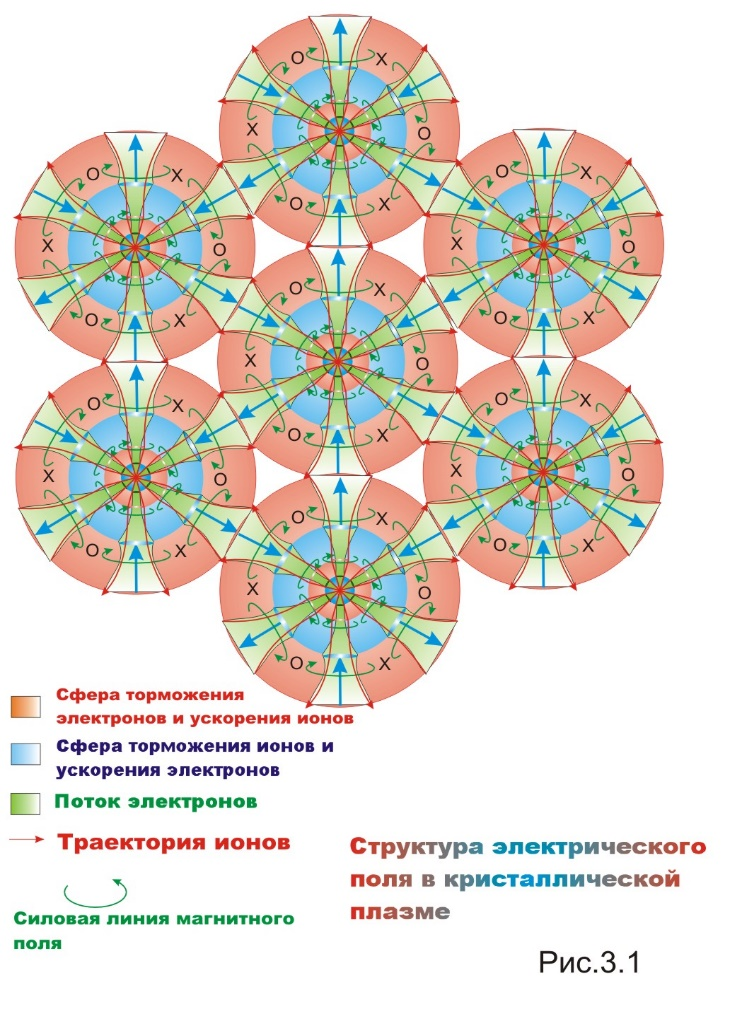 Сфера торможения
электронов и ускорения ионов
Сфера торможения ионов и
ускорения электронов
Поток электронов
Траектория ионов
Силовая линия магнитного
поля
Структура электрического
поля в кристаллической
плазме
Рис.3.1